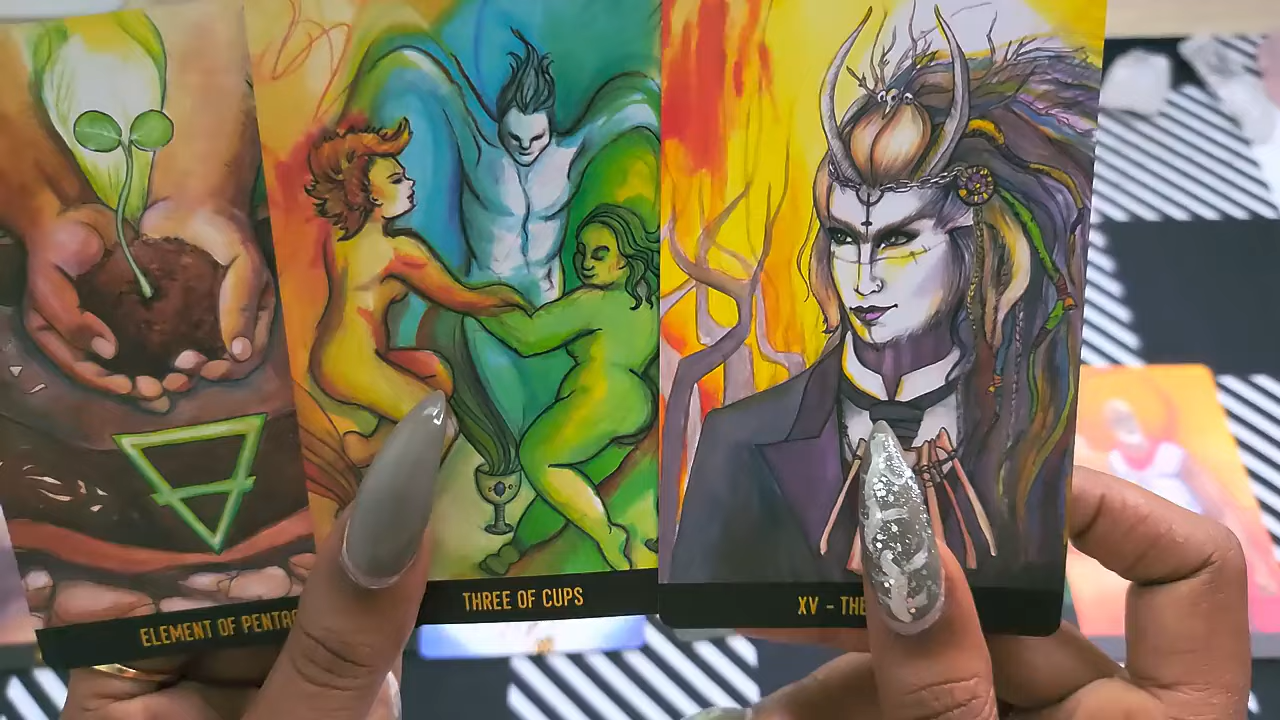 ELEMENT OF PENTA
THREE OF CUPS
XV - THE